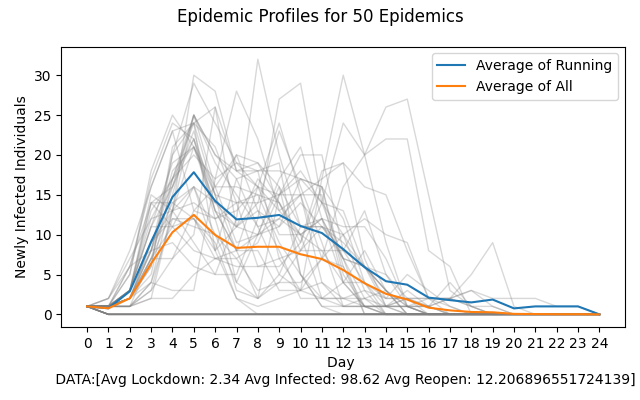 Epidemic Profiles for 50 Epidemics
Average of Running
Average of All
Newly Infected Individuals
30
25
20
15
10
5
0
0 1 2 3 4 5 6 7 8 9 10 11 12 13 14 15 16 17 18 19 20 21 22 23 24
Day
DATA:[Avg Lockdown: 2.34 Avg Infected: 98.62 Avg Reopen: 12.206896551724139]